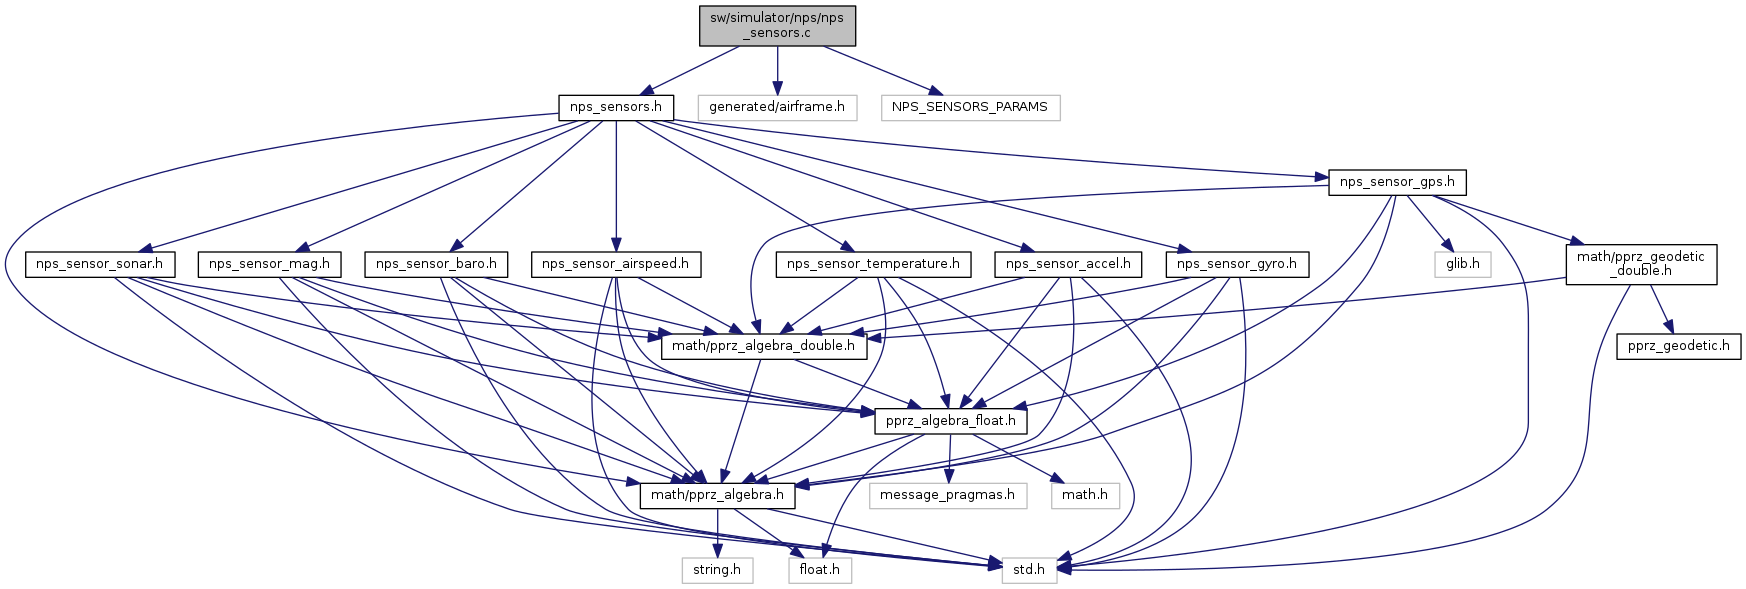 sw/simulator/nps/nps
_sensors.c
nps_sensors.h
generated/airframe.h
NPS_SENSORS_PARAMS
nps_sensor_gps.h
nps_sensor_sonar.h
nps_sensor_mag.h
nps_sensor_baro.h
nps_sensor_airspeed.h
nps_sensor_temperature.h
nps_sensor_accel.h
nps_sensor_gyro.h
glib.h
math/pprz_geodetic
_double.h
math/pprz_algebra_double.h
pprz_geodetic.h
pprz_algebra_float.h
math/pprz_algebra.h
message_pragmas.h
math.h
string.h
float.h
std.h